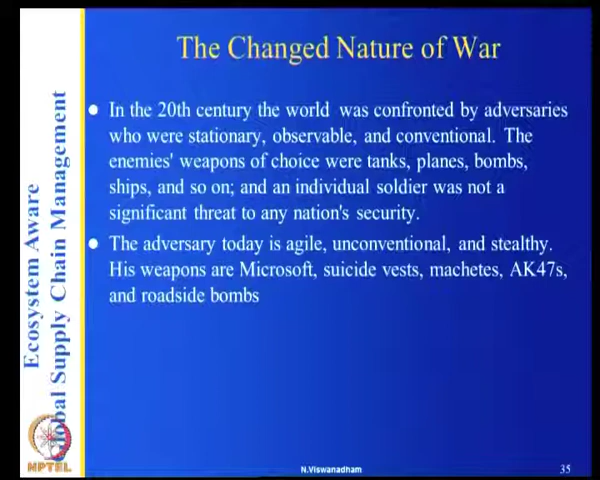 The Changed Nature of War
In the 20th century the world was confronted by adversaries
who were stationary, observable, and conventional. The
enemies' weapons of choice were tanks, planes, bombs,
ships, and so on; and an individual soldier was not a
significant threat to any nation's security.
The adversary today is agile, unconventional, and stealthy.
His weapons are Microsoft, suicide vests, machetes, AK47s,
and roadside bombs
Ecosystem Aware
Global Supply Chain Management
NPTEL
N.Viswanadham
35